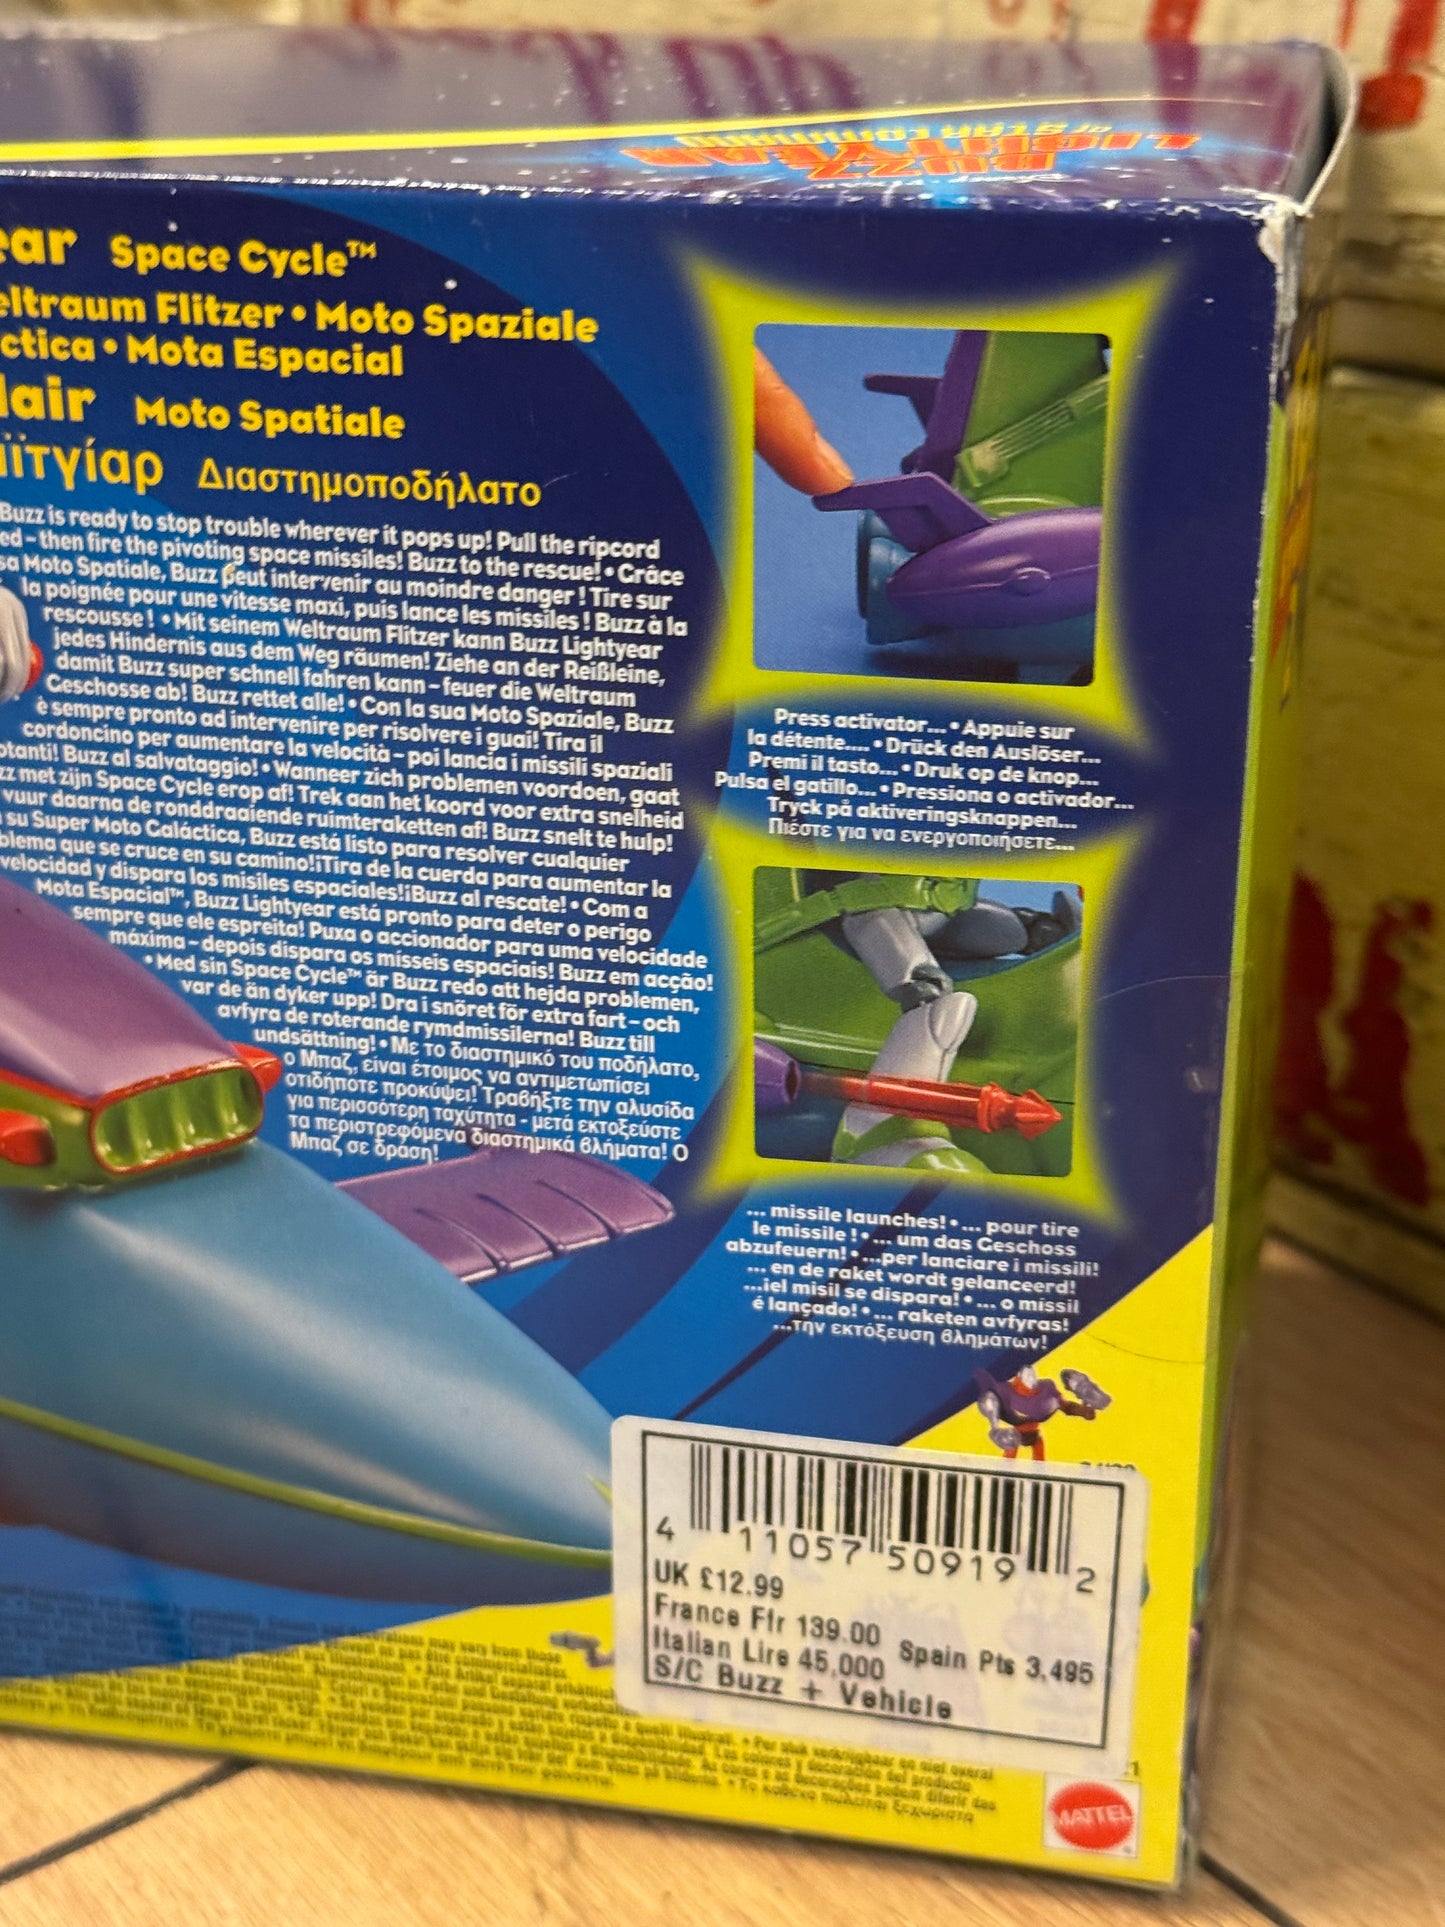 BUZZ
LIGHTYEAR
OF STAR COMMAND
ear Space Cycle™
eltraum Flitzer • Moto Spaziale
ctica • Mota Espacial
lair Moto Spatiale
ϊτγίαρ Διαστημοποδήλατο
Buzz is ready to stop trouble wherever it pops up! Pull the ripcord
ed – then fire the pivoting space missiles! Buzz to the rescue! • Grâce
sa Moto Spatiale, Buzz peut intervenir au moindre danger ! Tire sur
la poignée pour une vitesse maxi, puis lance les missiles ! Buzz à la
rescousse ! • Mit seinem Weltraum Flitzer kann Buzz Lightyear
jedes Hindernis aus dem Weg räumen! Ziehe an der Reißleine,
damit Buzz super schnell fahren kann – feuer die Weltraum
Geschosse ab! Buzz rettet alle! • Con la sua Moto Spaziale, Buzz
è sempre pronto ad intervenire per risolvere i guai! Tira il
cordoncino per aumentare la velocità – poi lancia i missili spaziali
otanti! Buzz al salvataggio! • Wanneer zich problemen voordoen, gaat
zz met zijn Space Cycle erop af! Trek aan het koord voor extra snelheid
vuur daarna de ronddraaiende ruimteraketten af! Buzz snelt te hulp!
su Super Moto Caláctica, Buzz está listo para resolver cualquier
blema que se cruce en su camino!¡Tira de la cuerda para aumentar la
velocidad y dispara los misiles espaciales!¡Buzz al rescate! • Com a
Mota Espacial™, Buzz Lightyear está pronto para deter o perigo
sempre que ele espreita! Puxa o accionador para uma velocidade
máxima – depois dispara os mísseis espaciais! Buzz em acção!
• Med sin Space Cycle™ är Buzz redo att hejda problemen,
var de än dyker upp! Dra i snöret för extra fart – och
avfyra de roterande rymdmissilerna! Buzz till
undsättning! • Με το διαστημικό του ποδήλατο,
ο Μπαζ, είναι έτοιμος να αντιμετωπίσει
οτιδήποτε προκύψει! Τραβήξτε την αλυσίδα
για περισσότερη ταχύτητα - μετά εκτοξεύστε
τα περιστρεφόμενα διαστημικά βλήματα! Ο
Μπαζ σε δράση!
Press activator... • Appuie sur
la détente.... • Drück den Auslöser...
Premi il tasto... • Druk op de knop...
Pulsa el gatillo... • Pressiona o activador...
Tryck på aktiveringsknappen...
Πιέστε για να ενεργοποιήσετε...
... missile launches! • ... pour tire
le missile ! • ... um das Geschoss
abzufeuern! • ...per lanciare i missili!
... en de raket wordt gelanceerd!
...¡el misil se dispara! • ... o míssil
é lançado! • ... raketen avfyras!
...την εκτόξευση βλημάτων!
4 11057 50919 2
UK £12.99
France Ffr 139.00
Italian Lire 45,000 Spain Pts 3.495
S/C Buzz + Vehicle
MATTEL